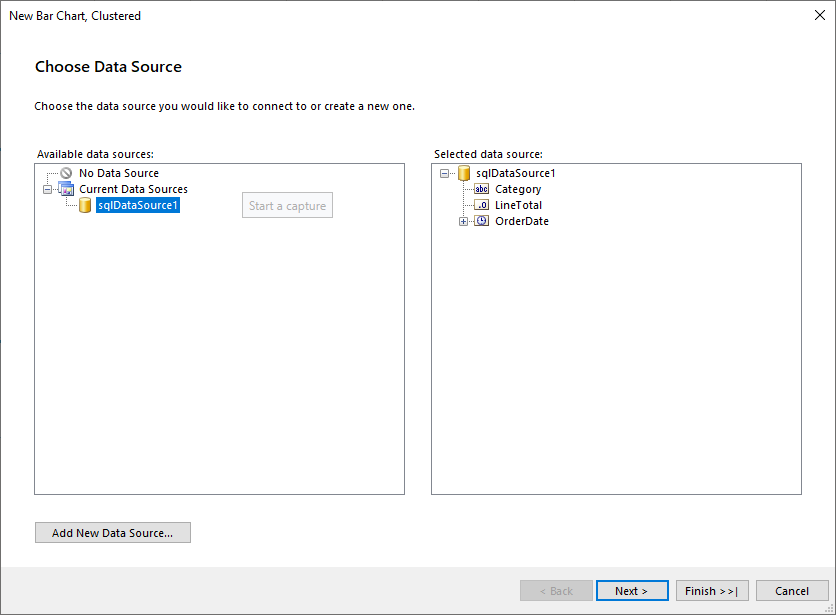 New Bar Chart, Clustered
Choose Data Source
Choose the data source you would like to connect to or create a new one.
Available data sources:
No Data Source
Current Data Sources
sqlDataSource1
Start a capture
Selected data source:
sqlDataSource1
abc Category
.0 LineTotal
OrderDate
Add New Data Source...
< Back
Next >
Finish >>|
Cancel